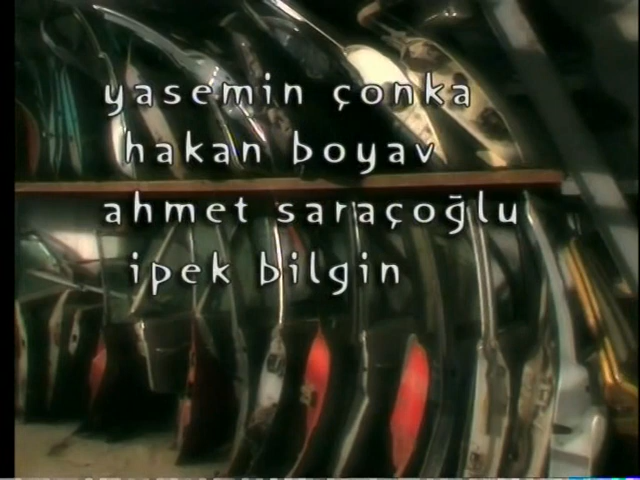 yasemin çonka
hakan boyav
ahmet saraçoğlu
ipek bilgin